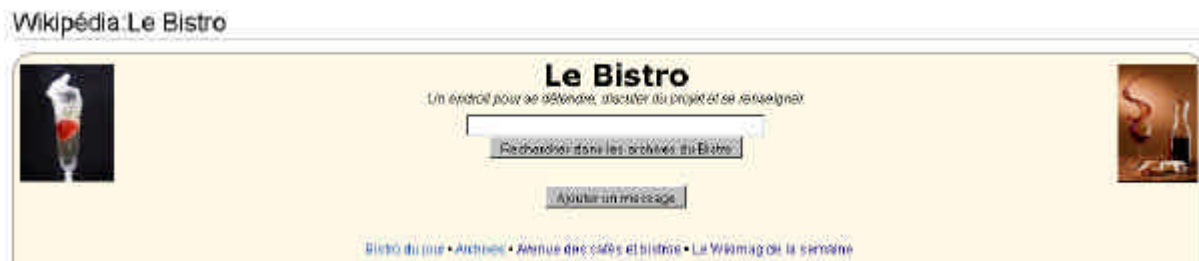 Wikipédia:Le Bistro
Le Bistro
Un endroit pour se détendre, discuter du projet et se renseigner
Rechercher dans les archives du Bistro
Ajouter un message
Bistro du jour • Archives • Avenue des cafés et bistros • Le Wikimag de la semaine